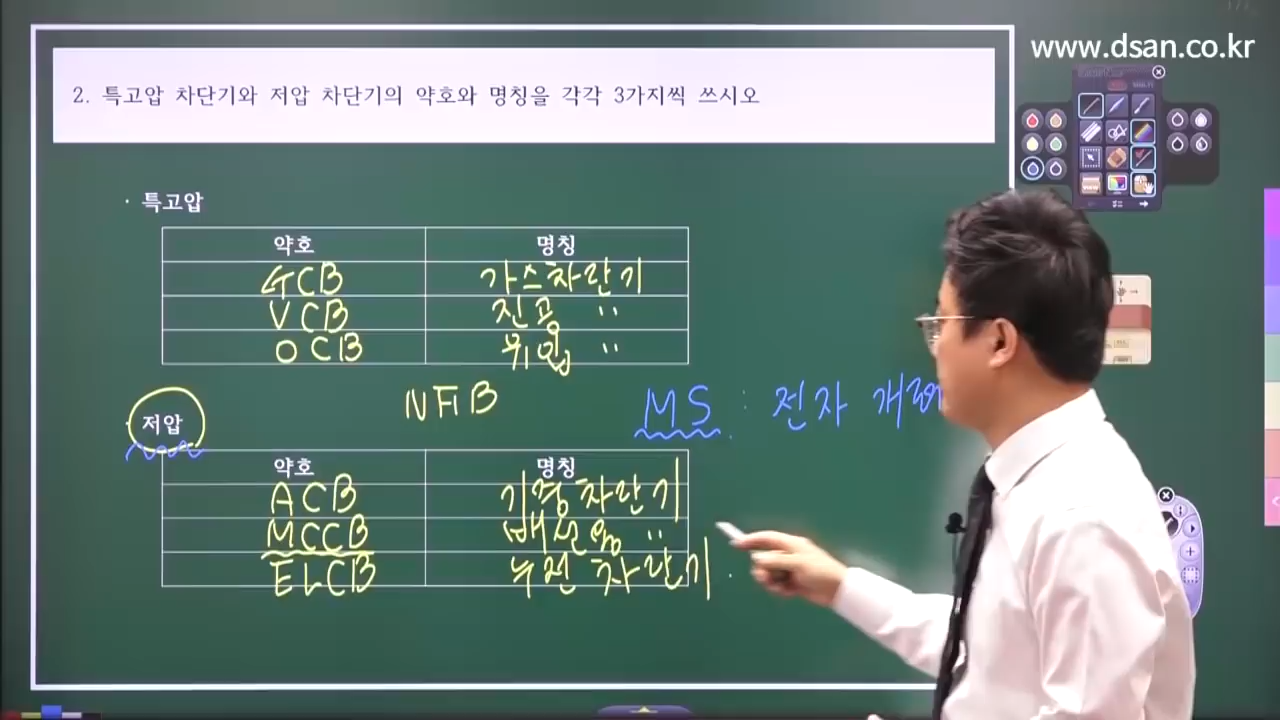 www.dsan.co.kr
2. 특고압 차단기와 저압 차단기의 약호와 명칭을 각각 3가지씩 쓰시오
· 특고압
약호 명칭
GCB 가스차단기
VCB 진공 〃
OCB 유입 〃
NFB MS : 전자 개폐
· 저압
약호 명칭
ACB 기중차단기
MCCB 배선용 〃
ELCB 누전차단기